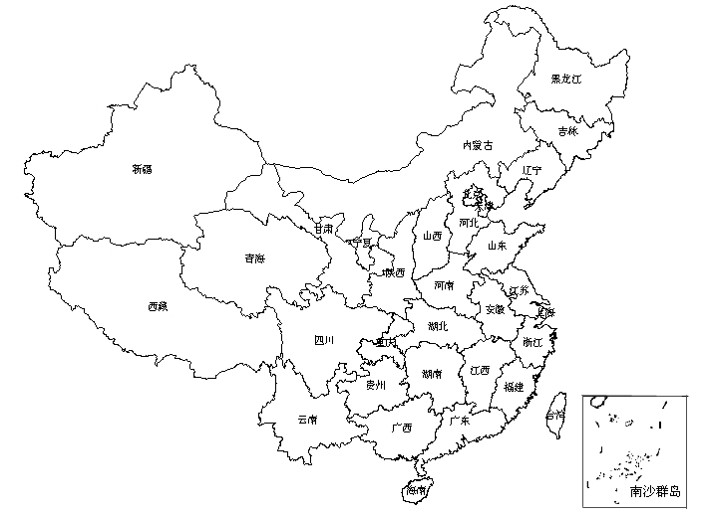 黑龙江
吉林
内蒙古
辽宁
新疆
北京
天津
河北
甘肃
宁夏
山西
山东
青海
陕西
河南
江苏
西藏
安徽
上海
湖北
四川
重庆
浙江
湖南
江西
贵州
福建
云南
广西
广东
台湾
海南
南沙群岛